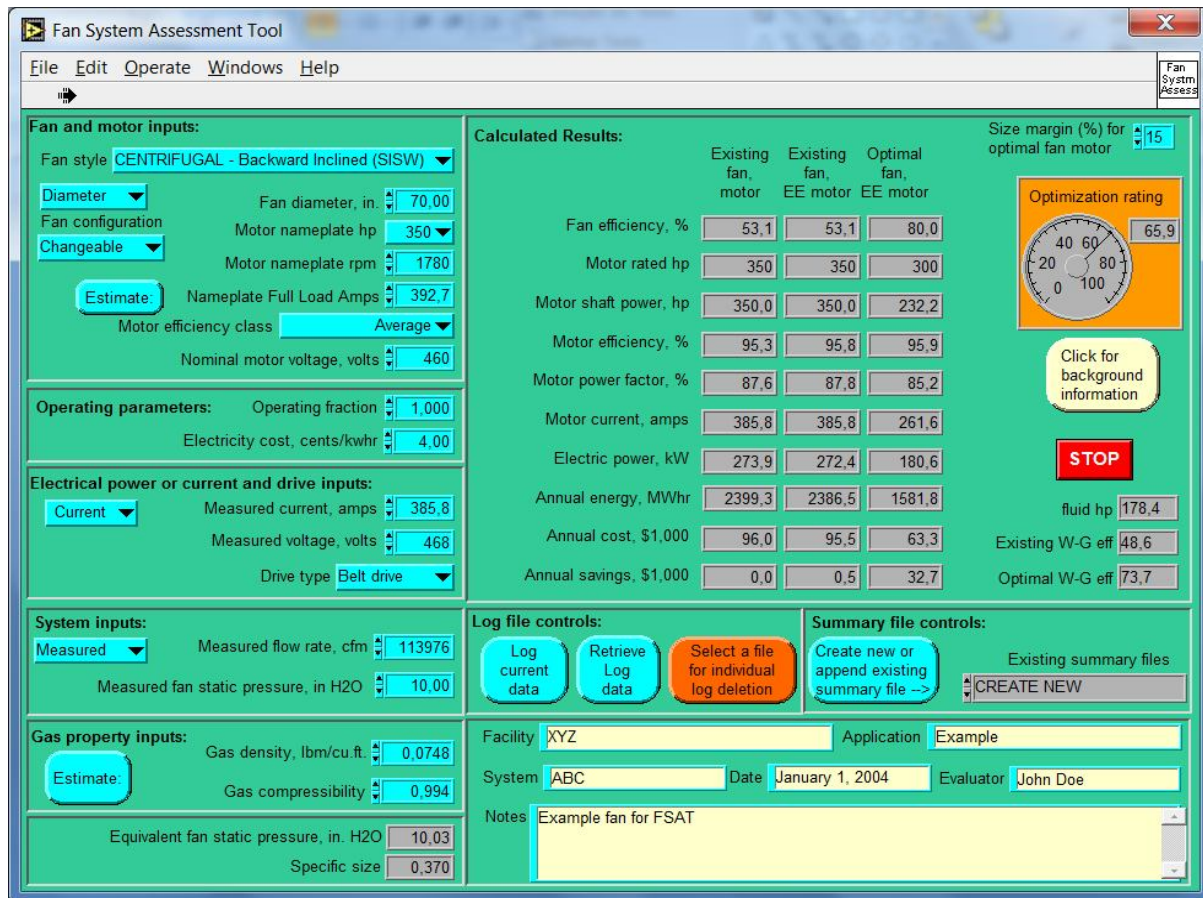 Fan System Assessment Tool
X
File Edit Operate Windows Help
Fan
Systm
Assess
Fan and motor inputs:
Fan style CENTRIFUGAL - Backward Inclined (SISW)
Diameter
Fan diameter, in. 70,00
Fan configuration
Changeable
Motor nameplate hp 350
Motor nameplate rpm 1780
Estimate:
Nameplate Full Load Amps 392,7
Motor efficiency class Average
Nominal motor voltage, volts 460
Operating parameters:
Operating fraction 1,000
Electricity cost, cents/kwhr 4,00
Electrical power or current and drive inputs:
Current
Measured current, amps 385,8
Measured voltage, volts 468
Drive type Belt drive
System inputs:
Measured
Measured flow rate, cfm 113976
Measured fan static pressure, in H2O 10,00
Gas property inputs:
Estimate:
Gas density, lbm/cu.ft. 0,0748
Gas compressibility 0,994
Equivalent fan static pressure, in. H2O 10,03
Specific size 0,370
Calculated Results:
Existing Existing Optimal
fan, fan, fan,
motor EE motor EE motor
Fan efficiency, % 53,1 53,1 80,0
Motor rated hp 350 350 300
Motor shaft power, hp 350,0 350,0 232,2
Motor efficiency, % 95,3 95,8 95,9
Motor power factor, % 87,6 87,8 85,2
Motor current, amps 385,8 385,8 261,6
Electric power, kW 273,9 272,4 180,6
Annual energy, MWhr 2399,3 2386,5 1581,8
Annual cost, $1,000 96,0 95,5 63,3
Annual savings, $1,000 0,0 0,5 32,7
Size margin (%) for
optimal fan motor 15
Optimization rating
65,9
0 20 40 60 80 100
Click for
background
information
STOP
fluid hp 178,4
Existing W-G eff 48,6
Optimal W-G eff 73,7
Log file controls:
Log
current
data
Retrieve
Log
data
Select a file
for individual
log deletion
Summary file controls:
Create new or
append existing
summary file -->
Existing summary files
CREATE NEW
Facility XYZ
Application Example
System ABC
Date January 1, 2004
Evaluator John Doe
Notes Example fan for FSAT